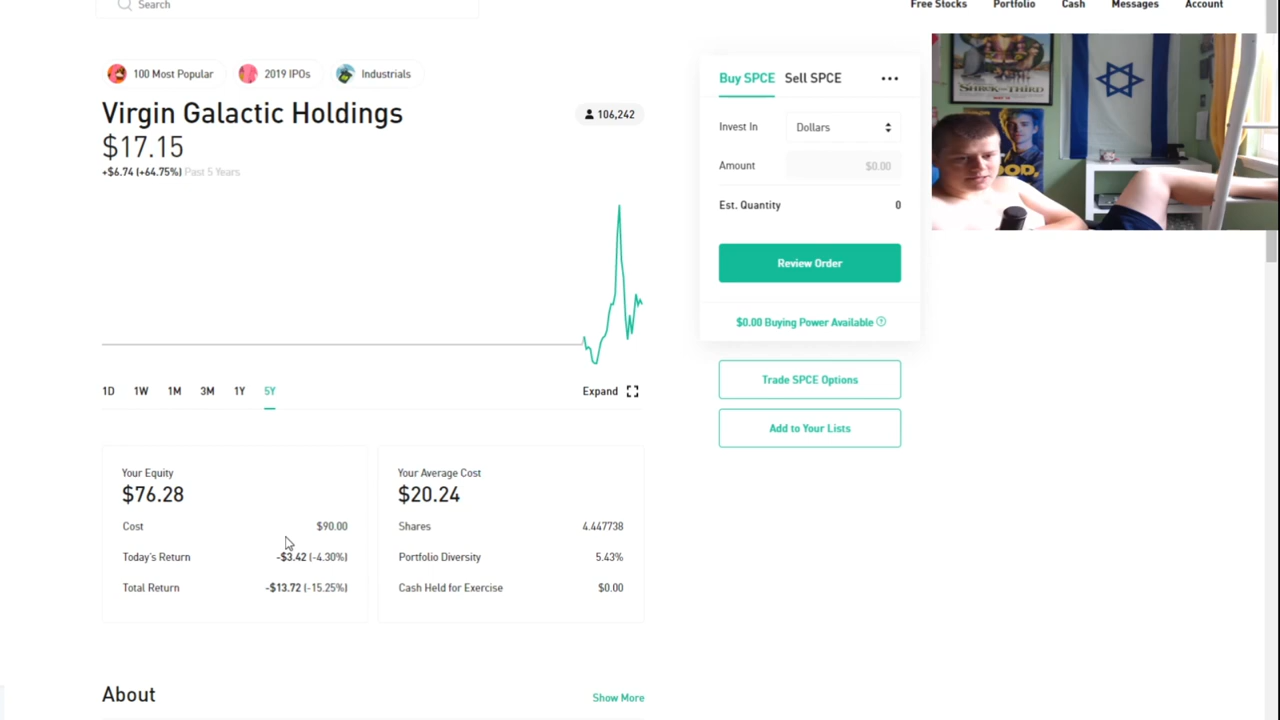 Search
Free Stocks Portfolio Cash Messages Account
100 Most Popular 2019 IPOs Industrials
Virgin Galactic Holdings
106,242
$17.15
+$6.74 (+64.75%) Past 5 Years
Buy SPCE Sell SPCE
Invest In Dollars
Amount $0.00
Est. Quantity 0
Review Order
$0.00 Buying Power Available
Trade SPCE Options
Add to Your Lists
1D 1W 1M 3M 1Y 5Y
Expand
Your Equity
$76.28
Cost $90.00
Today's Return -$3.42 (-4.30%)
Total Return -$13.72 (-15.25%)
Your Average Cost
$20.24
Shares 4.447738
Portfolio Diversity 5.43%
Cash Held for Exercise $0.00
About
Show More
SHREK THE THIRD